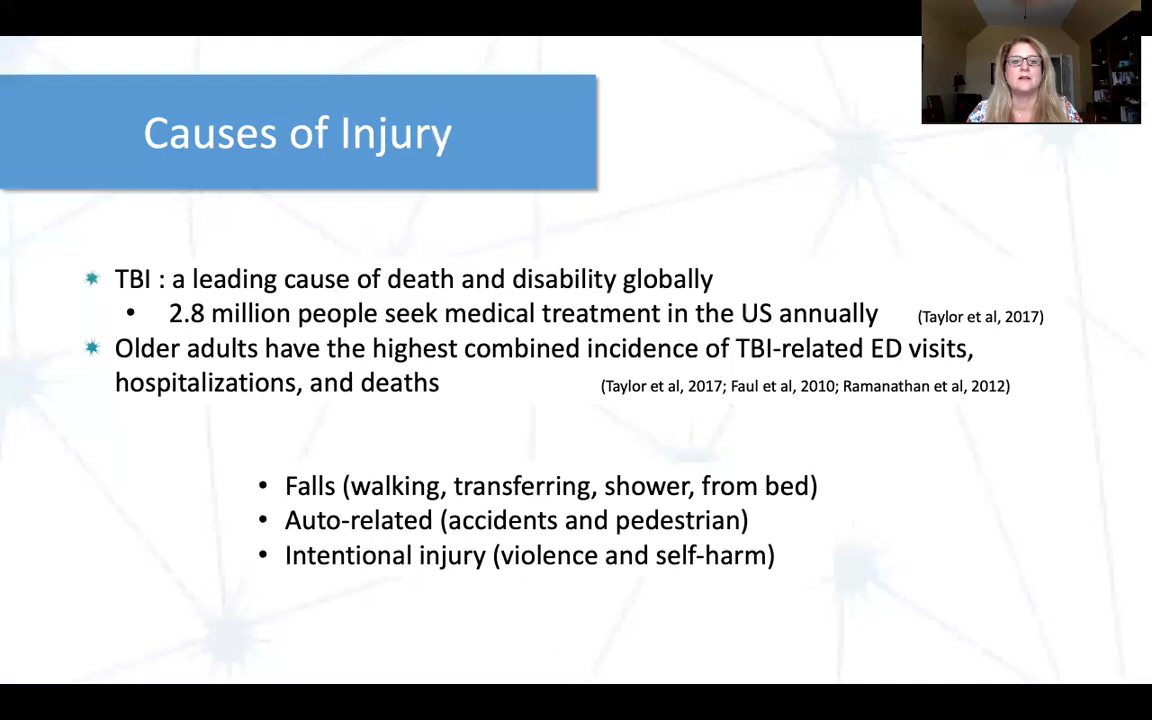 Causes of Injury
TBI : a leading cause of death and disability globally
• 2.8 million people seek medical treatment in the US annually (Taylor et al, 2017)
Older adults have the highest combined incidence of TBI-related ED visits,
hospitalizations, and deaths (Taylor et al, 2017; Faul et al, 2010; Ramanathan et al, 2012)
• Falls (walking, transferring, shower, from bed)
• Auto-related (accidents and pedestrian)
• Intentional injury (violence and self-harm)